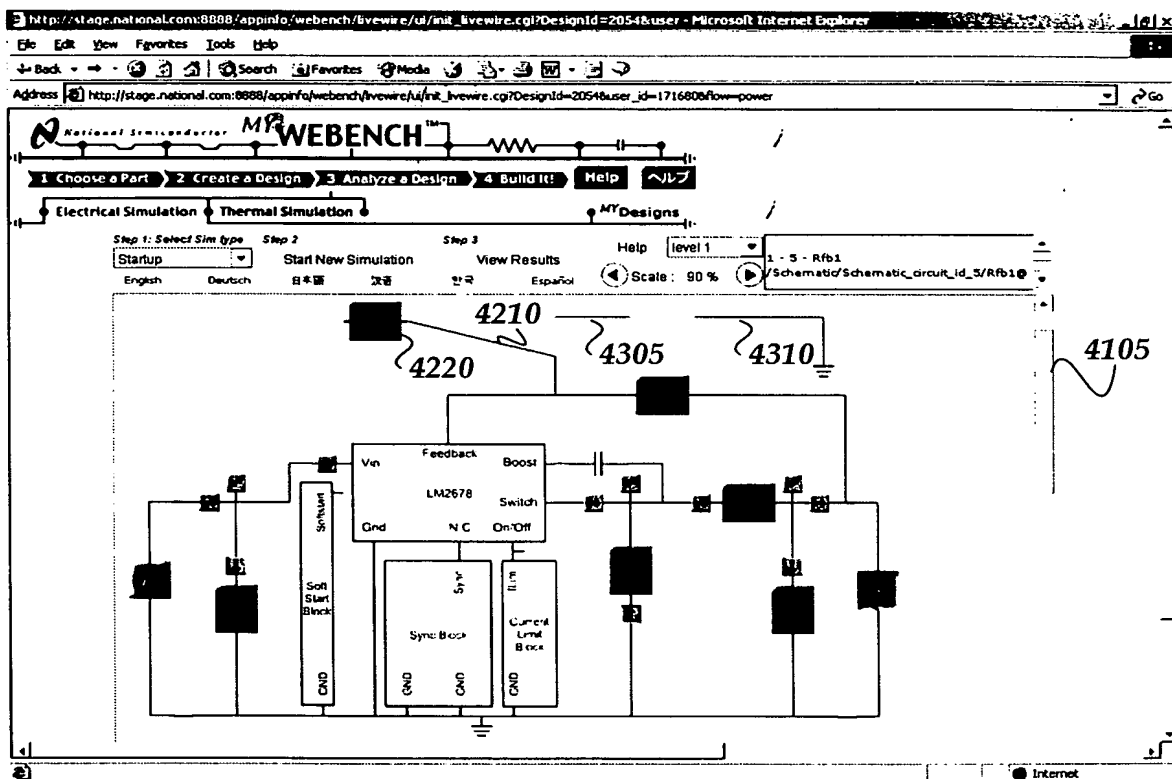 http://stage.national.com:8888/appinfo/webench/livewire/ui/init_livewire.cgi?DesignId=2054&user - Microsoft Internet Explorer
File Edit View Favorites Tools Help
Back Search Favorites Media
Address http://stage.national.com:8888/appinfo/webench/livewire/ui/init_livewire.cgi?DesignId=2054&user_id=171680&flow=power Go
National Semiconductor MY WEBENCH™
1 Choose a Part 2 Create a Design 3 Analyze a Design 4 Build It! Help ヘルプ
Electrical Simulation Thermal Simulation MY Designs
Step 1: Select Sim type Step 2 Step 3
Startup Start New Simulation View Results
Help level 1
Scale : 90 %
1 - 5 - Rfb1
/Schematic/Schematic_circuit_id_5/Rfb1@
English Deutsch 日本語 汉语 한국 Español
4210
4220 4305 4310 4105
Vin Feedback Boost
LM2678
Switch
Gnd N C On/Off
Softstart
Soft
Start
Block
GND
Sync
Sync Block
GND GND
Current
Limit
Block
GND
Internet